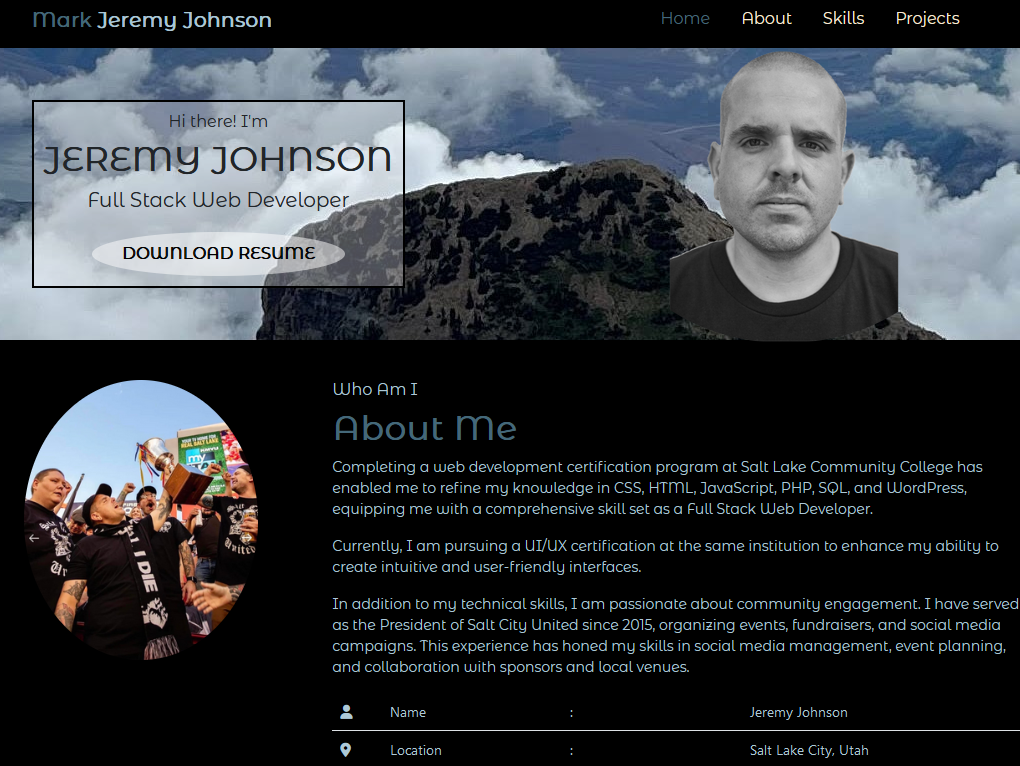 Mark Jeremy Johnson
Home About Skills Projects
Hi there! I'm
JEREMY JOHNSON
Full Stack Web Developer
DOWNLOAD RESUME
REAL SALT LAKE
my
I DIE
United
Who Am I
About Me
Completing a web development certification program at Salt Lake Community College has
enabled me to refine my knowledge in CSS, HTML, JavaScript, PHP, SQL, and WordPress,
equipping me with a comprehensive skill set as a Full Stack Web Developer.
Currently, I am pursuing a UI/UX certification at the same institution to enhance my ability to
create intuitive and user-friendly interfaces.
In addition to my technical skills, I am passionate about community engagement. I have served
as the President of Salt City United since 2015, organizing events, fundraisers, and social media
campaigns. This experience has honed my skills in social media management, event planning,
and collaboration with sponsors and local venues.
Name : Jeremy Johnson
Location : Salt Lake City, Utah